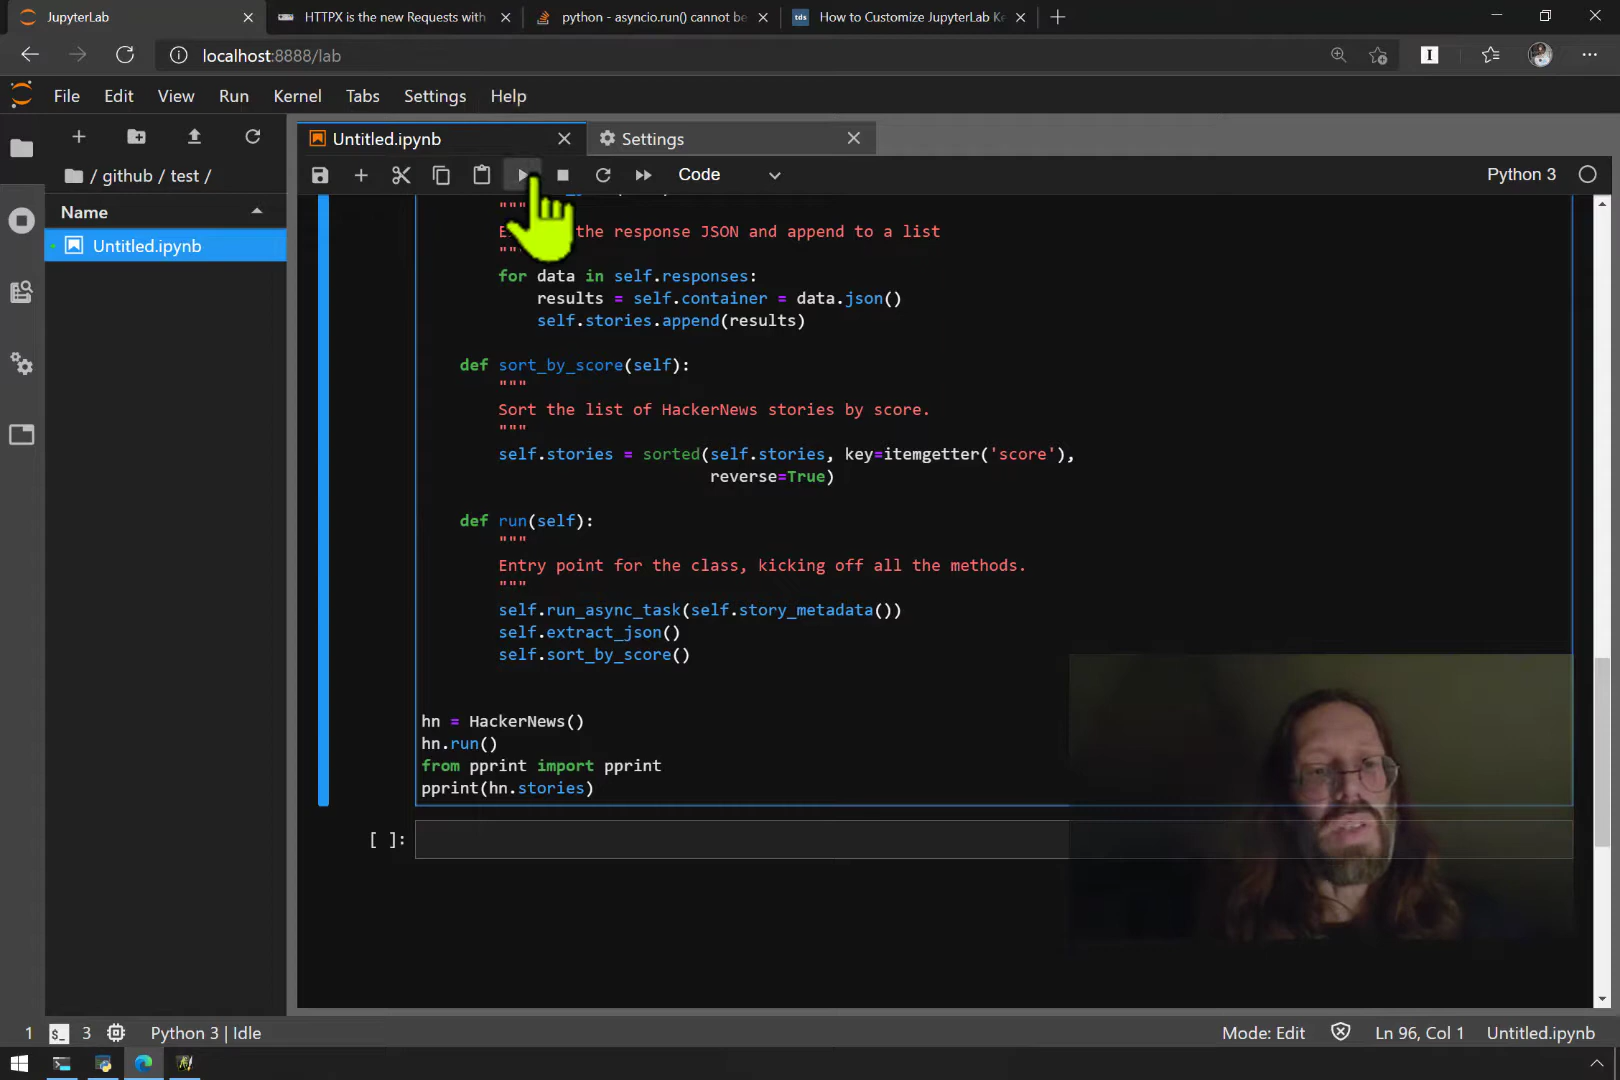 JupyterLab
HTTPX is the new Requests with
python - asyncio.run() cannot be
tds
How to Customize JupyterLab Ke
localhost:8888/lab
File Edit View Run Kernel Tabs Settings Help
Untitled.ipynb
Settings
/ github / test /
Code
Python 3
Name
Untitled.ipynb
"""
the response JSON and append to a list
for data in self.responses:
results = self.container = data.json()
self.stories.append(results)
def sort_by_score(self):
"""
Sort the list of HackerNews stories by score.
"""
self.stories = sorted(self.stories, key=itemgetter('score'),
reverse=True)
def run(self):
"""
Entry point for the class, kicking off all the methods.
"""
self.run_async_task(self.story_metadata())
self.extract_json()
self.sort_by_score()
hn = HackerNews()
hn.run()
from pprint import pprint
pprint(hn.stories)
[ ]:
1 $_ 3 Python 3 | Idle
Mode: Edit Ln 96, Col 1 Untitled.ipynb